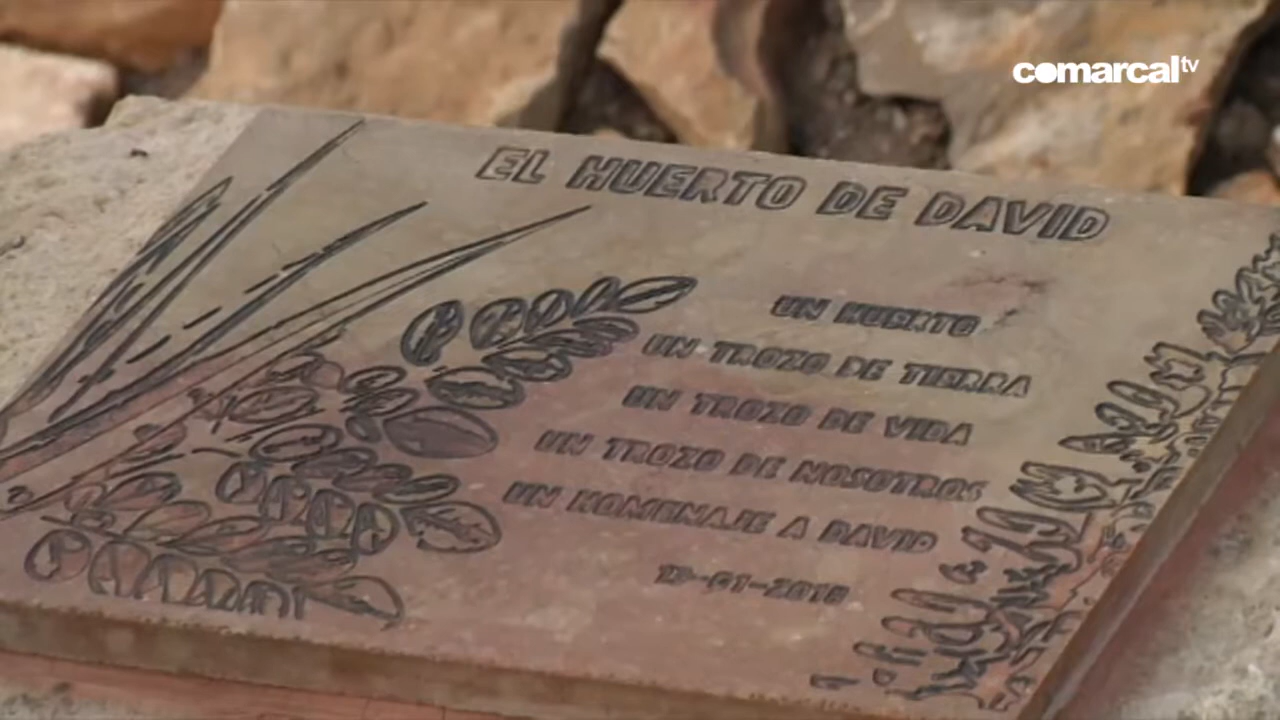 comarcal tv
EL HUERTO DE DAVID
UN HUERTO
UN TROZO DE TIERRA
UN TROZO DE VIDA
UN TROZO DE NOSOTROS
UN HOMENAJE A DAVID